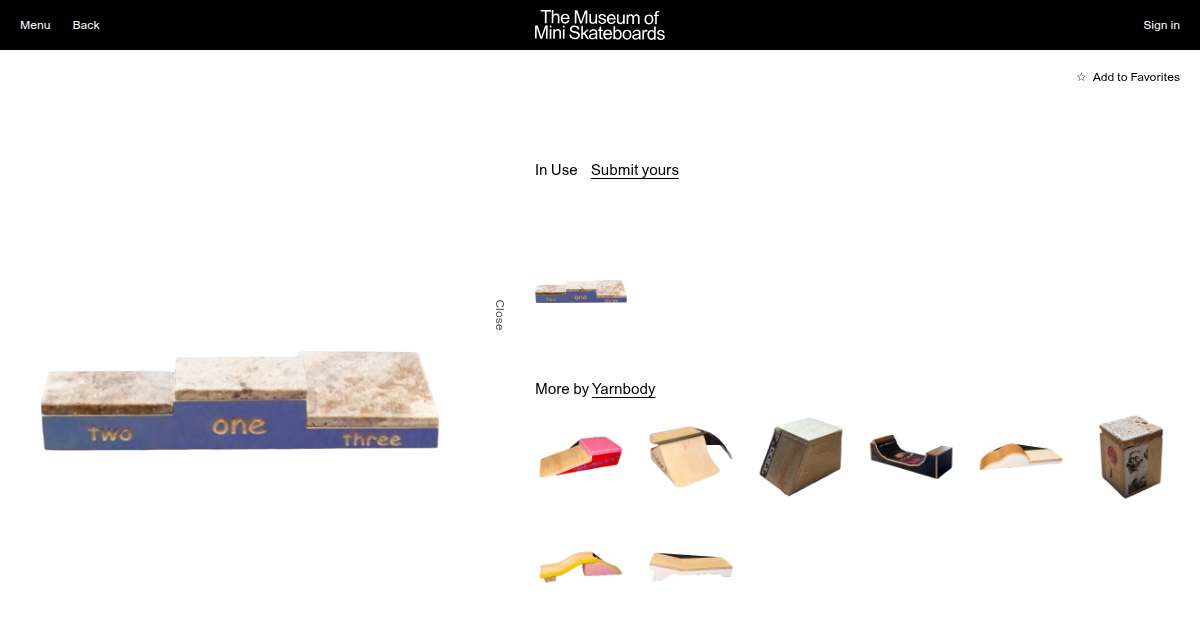 Menu
Back
The Museum of
Mini Skateboards
Sign in
☆ Add to Favorites
In Use
Submit yours
Close
two
one
three
More by Yarnbody